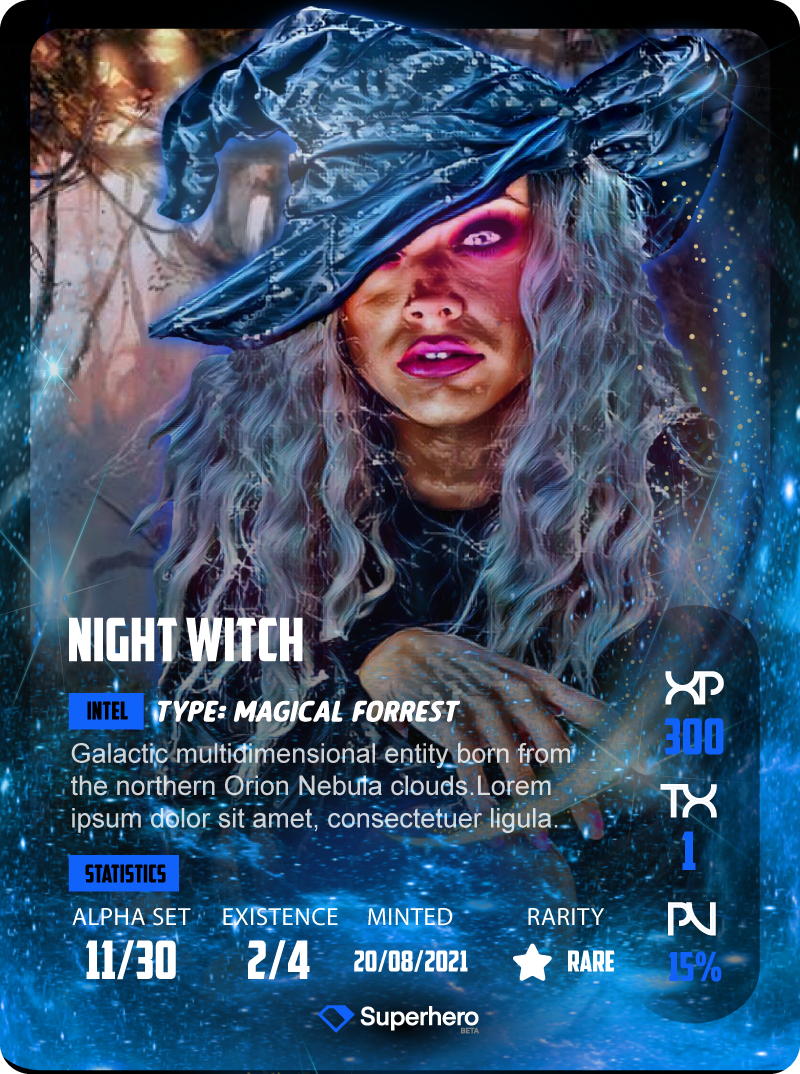 NIGHT WITCH
INTEL TYPE: MAGICAL FORREST
Galactic multidimensional entity born from
the northern Orion Nebula clouds.Lorem
ipsum dolor sit amet, consectetuer ligula.
XP
300
TX
1
PV
15%
STATISTICS
ALPHA SET EXISTENCE MINTED RARITY
11/30 2/4 20/08/2021 RARE
Superhero
BETA